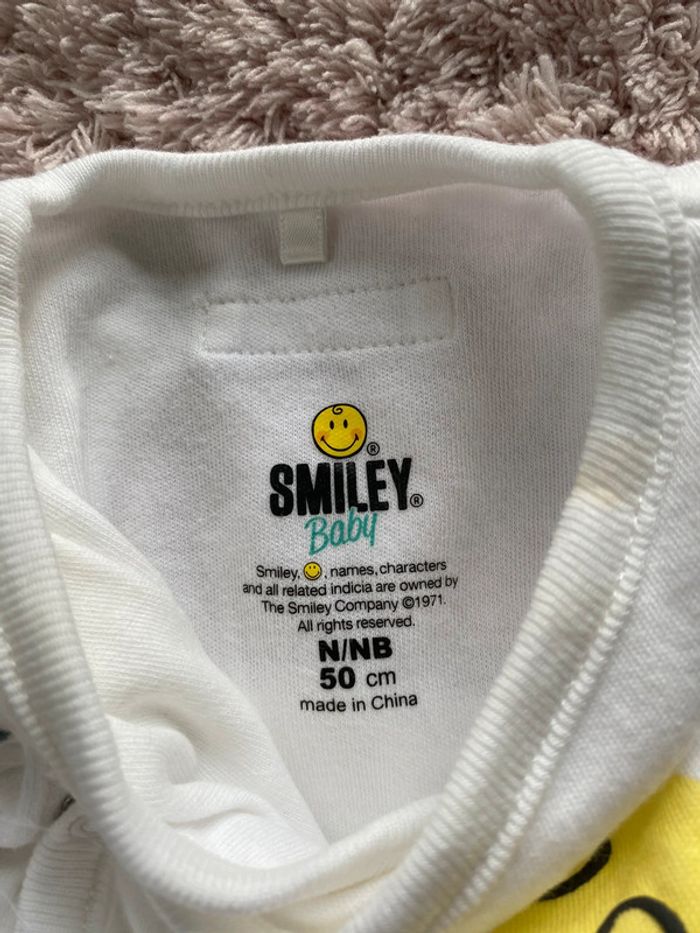 ®
SMILEY®
Baby
Smiley, , names, characters
and all related indicia are owned by
The Smiley Company ©1971.
All rights reserved.
N/NB
50 cm
made in China